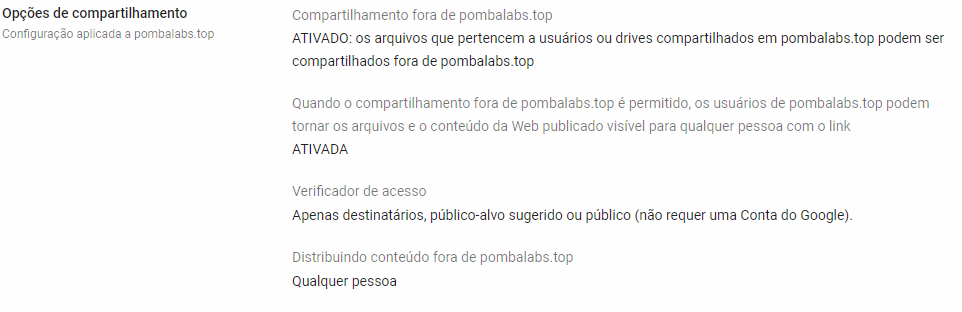 Opções de compartilhamento
Configuração aplicada a pombalabs.top
Compartilhamento fora de pombalabs.top
ATIVADO: os arquivos que pertencem a usuários ou drives compartilhados em pombalabs.top podem ser
compartilhados fora de pombalabs.top
Quando o compartilhamento fora de pombalabs.top é permitido, os usuários de pombalabs.top podem
tornar os arquivos e o conteúdo da Web publicado visível para qualquer pessoa com o link
ATIVADA
Verificador de acesso
Apenas destinatários, público-alvo sugerido ou público (não requer uma Conta do Google).
Distribuindo conteúdo fora de pombalabs.top
Qualquer pessoa